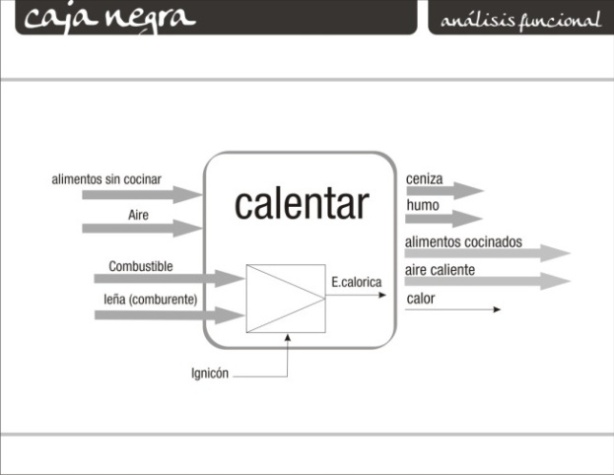 caja negra
análisis funcional
alimentos sin cocinar
Aire
Combustible
leña (comburente)
Ignicón
calentar
E.calorica
ceniza
humo
alimentos cocinados
aire caliente
calor